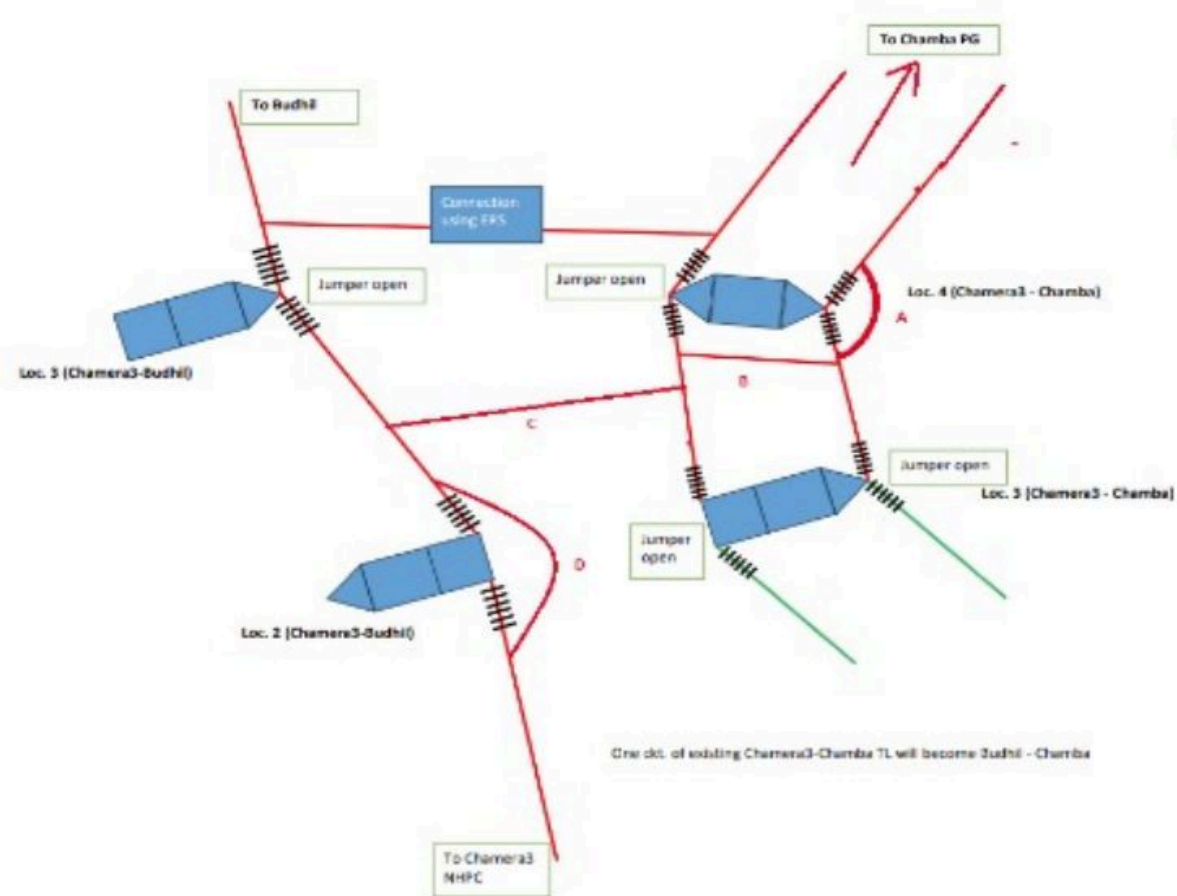 To Chamba PG
To Budhil
Connection
using ERS
Jumper open
Jumper open
Loc. 4 (Chamera3 - Chamba)
A
Loc. 3 (Chamera3-Budhil)
B
C
Jumper open
Loc. 3 (Chamera3 - Chamba)
Jumper
open
D
Loc. 2 (Chamera3-Budhil)
One ckt. of existing Chamera3-Chamba TL will become Budhil - Chamba
To Chamera3
NHPC